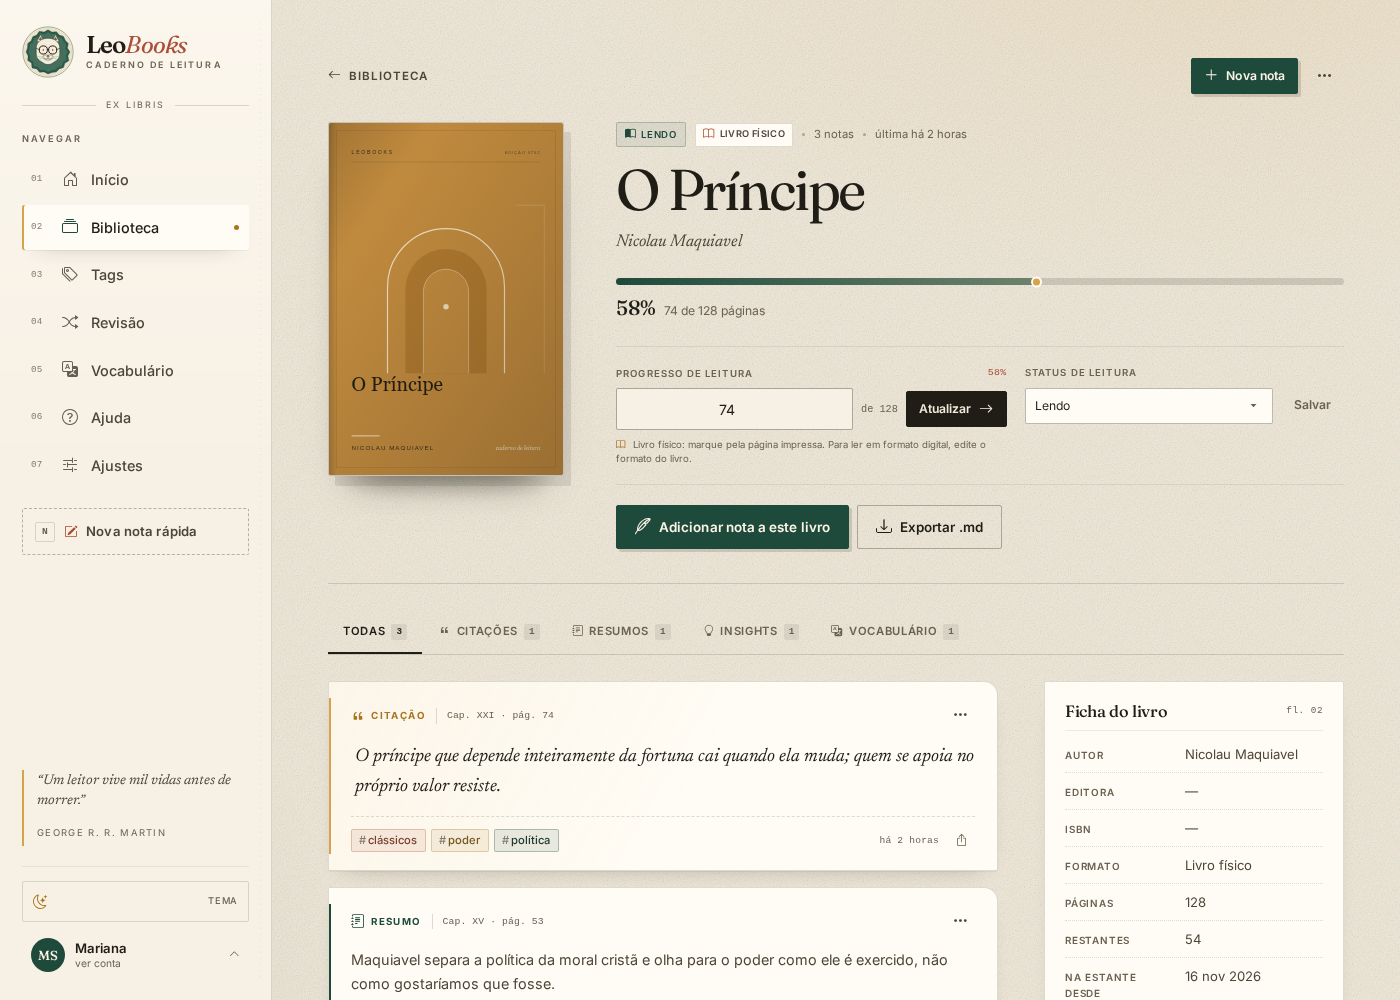 LeoBooks
CADERNO DE LEITURA
EX LIBRIS
NAVEGAR
01 Início
02 Biblioteca
03 Tags
04 Revisão
05 Vocabulário
06 Ajuda
07 Ajustes
N Nova nota rápida
“Um leitor vive mil vidas antes de
morrer.”
GEORGE R. R. MARTIN
TEMA
MS
Mariana
ver conta
BIBLIOTECA
Nova nota
LEOBOOKS
O Príncipe
NICOLAU MAQUIAVEL
caderno de leitura
LENDO
LIVRO FÍSICO
• 3 notas • última há 2 horas
O Príncipe
Nicolau Maquiavel
58% 74 de 128 páginas
PROGRESSO DE LEITURA 58%
74 de 128 Atualizar
Livro físico: marque pela página impressa. Para ler em formato digital, edite o
formato do livro.
STATUS DE LEITURA
Lendo
Salvar
Adicionar nota a este livro
Exportar .md
TODAS 3
CITAÇÕES 1
RESUMOS 1
INSIGHTS 1
VOCABULÁRIO 1
CITAÇÃO Cap. XXI · pág. 74
O príncipe que depende inteiramente da fortuna cai quando ela muda; quem se apoia no
próprio valor resiste.
#clássicos #poder #política
há 2 horas
RESUMO Cap. XV · pág. 53
Maquiavel separa a política da moral cristã e olha para o poder como ele é exercido, não
como gostaríamos que fosse.
Ficha do livro fl. 02
AUTOR Nicolau Maquiavel
EDITORA —
ISBN —
FORMATO Livro físico
PÁGINAS 128
RESTANTES 54
NA ESTANTE 16 nov 2026
DESDE